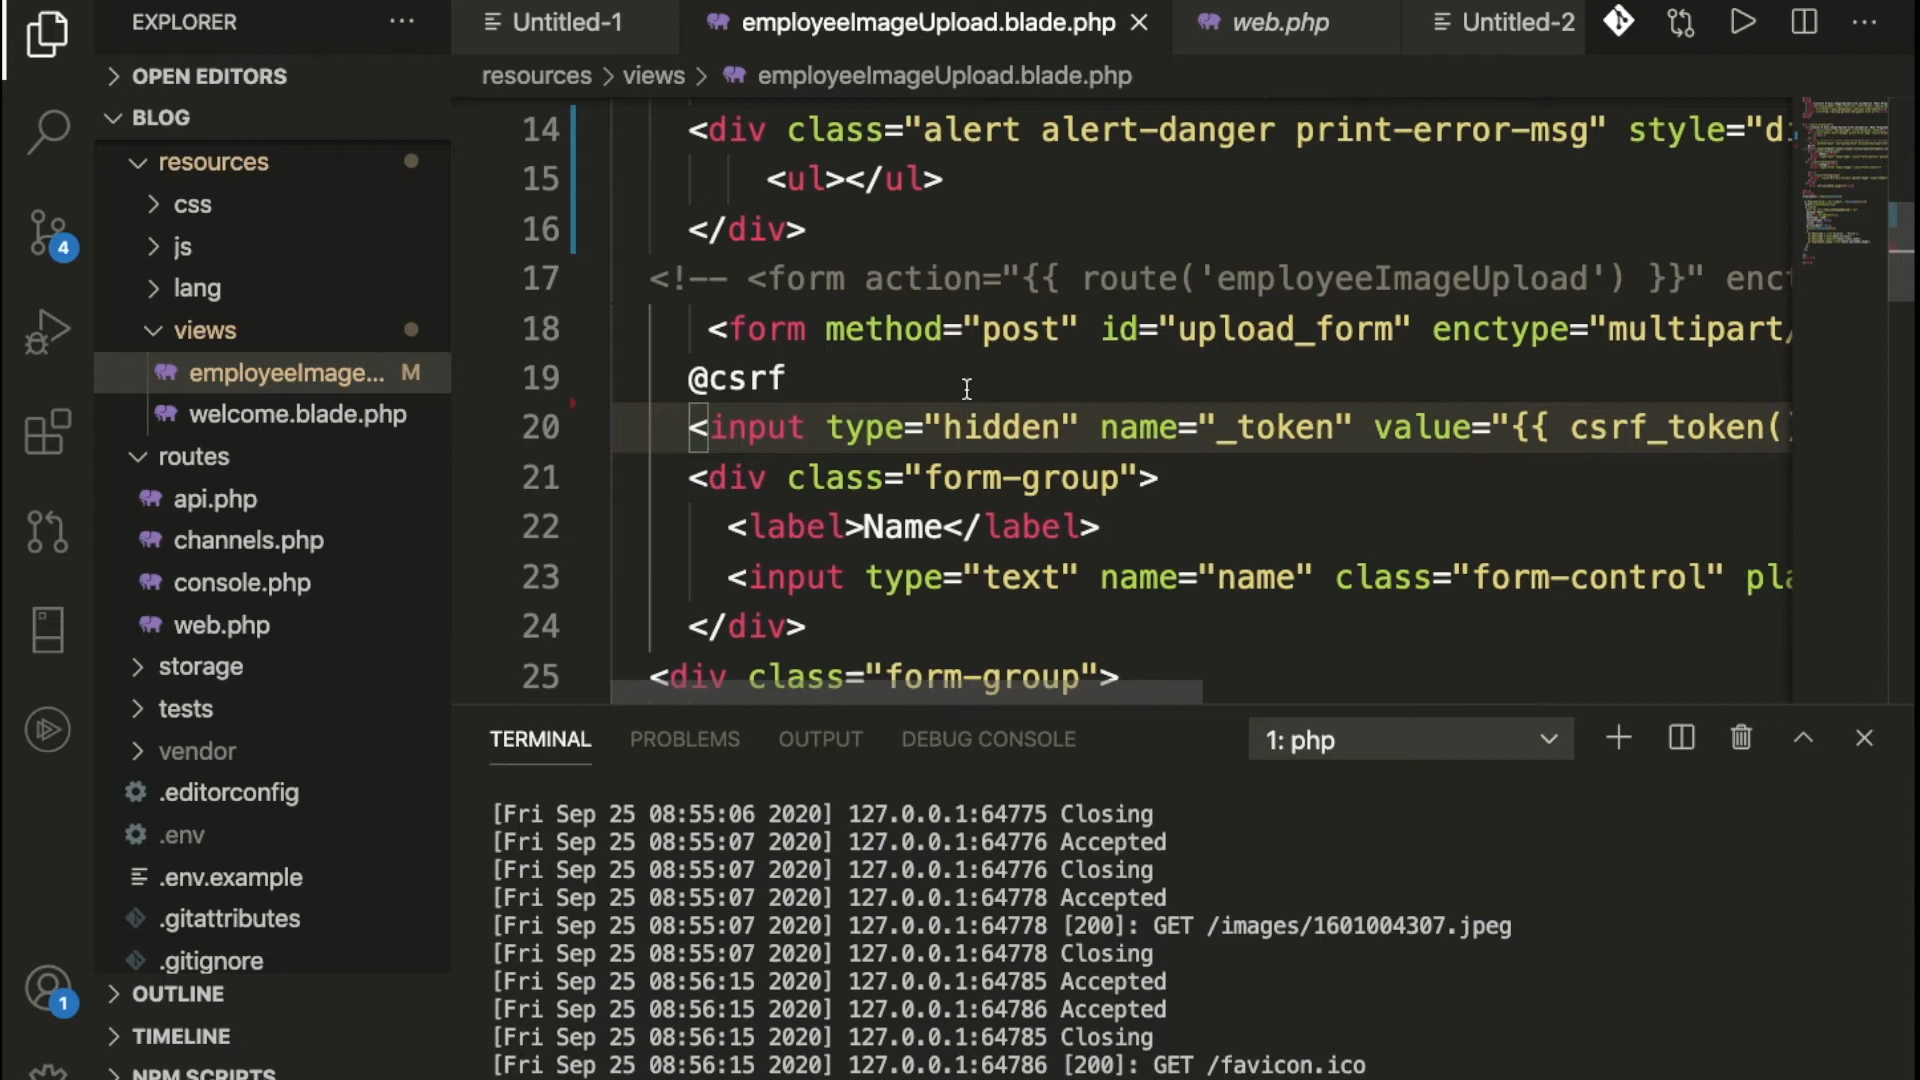 EXPLORER
OPEN EDITORS
BLOG
resources
css
js
lang
views
employeeImage... M
welcome.blade.php
routes
api.php
channels.php
console.php
web.php
storage
tests
vendor
.editorconfig
.env
.env.example
.gitattributes
.gitignore
OUTLINE
TIMELINE
NPM SCRIPTS
4
1
Untitled-1
employeeImageUpload.blade.php
web.php
Untitled-2
resources > views > employeeImageUpload.blade.php
14 <div class="alert alert-danger print-error-msg" style="di
15 <ul></ul>
16 </div>
17 <!-- <form action="{{ route('employeeImageUpload') }}" enct
18 <form method="post" id="upload_form" enctype="multipart/
19 @csrf
20 <input type="hidden" name="_token" value="{{ csrf_token()
21 <div class="form-group">
22 <label>Name</label>
23 <input type="text" name="name" class="form-control" pla
24 </div>
25 <div class="form-group">
TERMINAL PROBLEMS OUTPUT DEBUG CONSOLE 1: php
[Fri Sep 25 08:55:06 2020] 127.0.0.1:64775 Closing
[Fri Sep 25 08:55:07 2020] 127.0.0.1:64776 Accepted
[Fri Sep 25 08:55:07 2020] 127.0.0.1:64776 Closing
[Fri Sep 25 08:55:07 2020] 127.0.0.1:64778 Accepted
[Fri Sep 25 08:55:07 2020] 127.0.0.1:64778 [200]: GET /images/1601004307.jpeg
[Fri Sep 25 08:55:07 2020] 127.0.0.1:64778 Closing
[Fri Sep 25 08:56:15 2020] 127.0.0.1:64785 Accepted
[Fri Sep 25 08:56:15 2020] 127.0.0.1:64786 Accepted
[Fri Sep 25 08:56:15 2020] 127.0.0.1:64785 Closing
[Fri Sep 25 08:56:15 2020] 127.0.0.1:64786 [200]: GET /favicon.ico